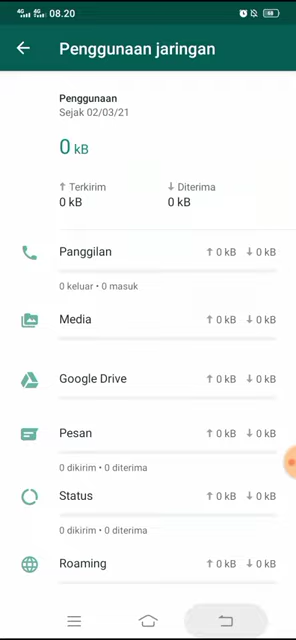 4G 4G 08.20
Penggunaan jaringan
Penggunaan
Sejak 02/03/21
0 kB
↑ Terkirim ↓ Diterima
0 kB 0 kB
Panggilan ↑ 0 kB ↓ 0 kB
0 keluar • 0 masuk
Media ↑ 0 kB ↓ 0 kB
Google Drive ↑ 0 kB ↓ 0 kB
Pesan ↑ 0 kB ↓ 0 kB
0 dikirim • 0 diterima
Status ↑ 0 kB ↓ 0 kB
0 dikirim • 0 diterima
Roaming ↑ 0 kB ↓ 0 kB